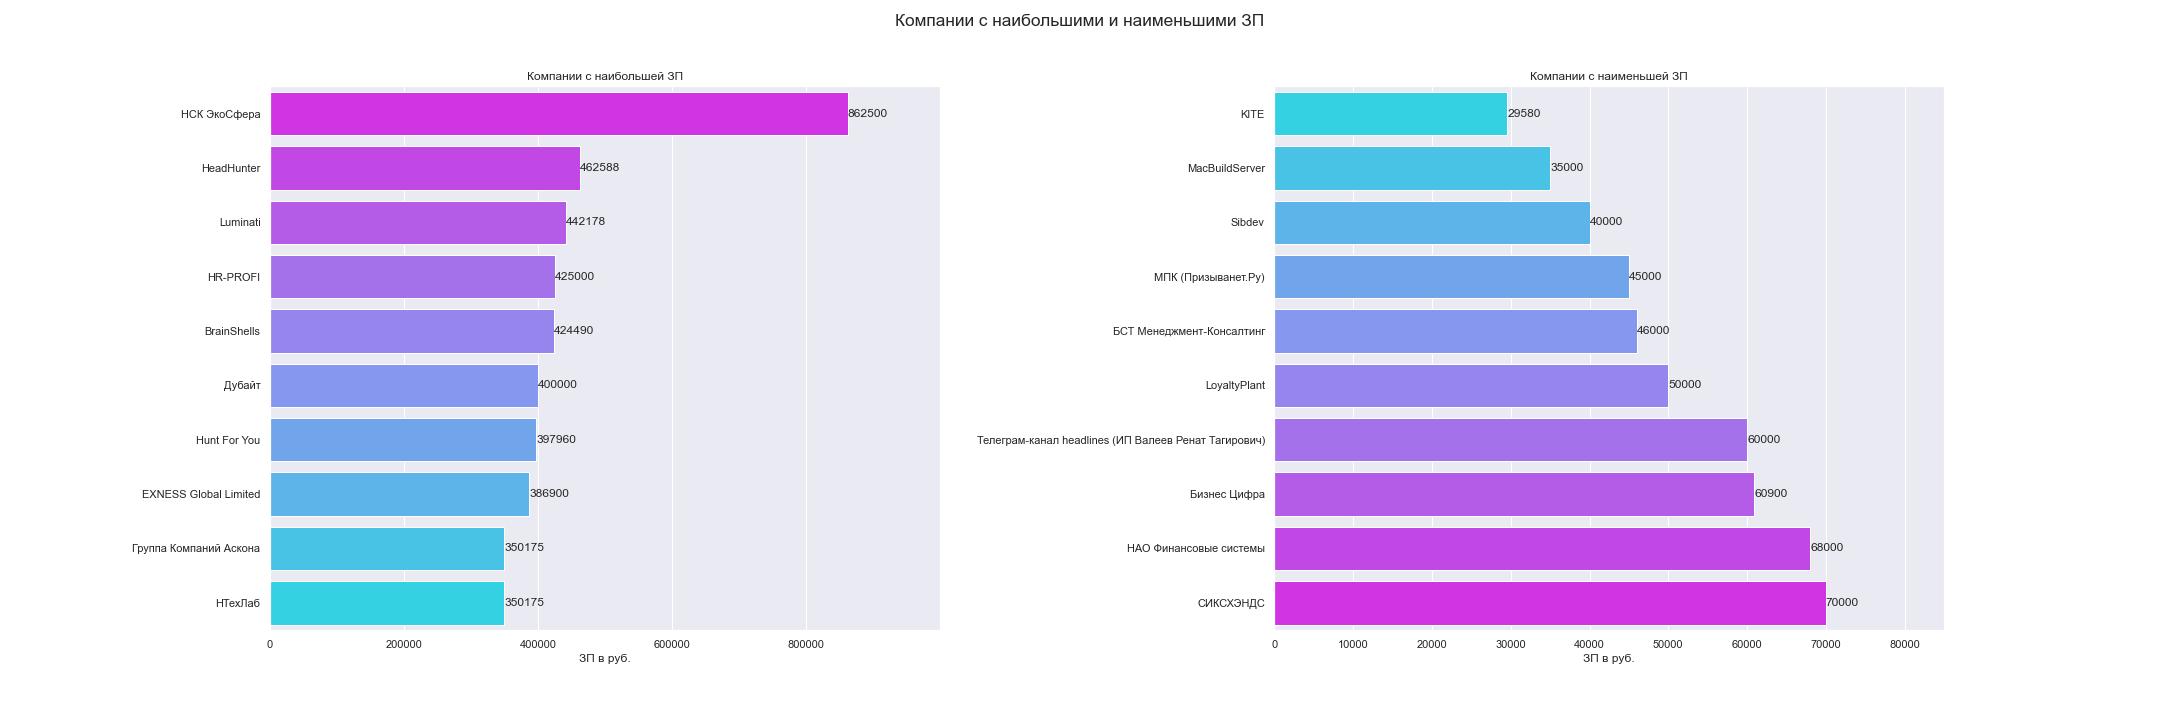 Компании с наибольшими и наименьшими ЗП
Компании с наибольшей ЗП
НСК ЭкоСфера 862500
HeadHunter 462588
Luminati 442178
HR-PROFI 425000
BrainShells 424490
Дубайт 400000
Hunt For You 397960
EXNESS Global Limited 386900
Группа Компаний Аскона 350175
НТехЛаб 350175
0 200000 400000 600000 800000
ЗП в руб.
Компании с наименьшей ЗП
KITE 29580
MacBuildServer 35000
Sibdev 40000
МПК (Призыванет.Ру) 45000
БСТ Менеджмент-Консалтинг 46000
LoyaltyPlant 50000
Телеграм-канал headlines (ИП Валеев Ренат Тагирович) 60000
Бизнес Цифра 60900
НАО Финансовые системы 68000
СИКСХЭНДС 70000
0 10000 20000 30000 40000 50000 60000 70000 80000
ЗП в руб.